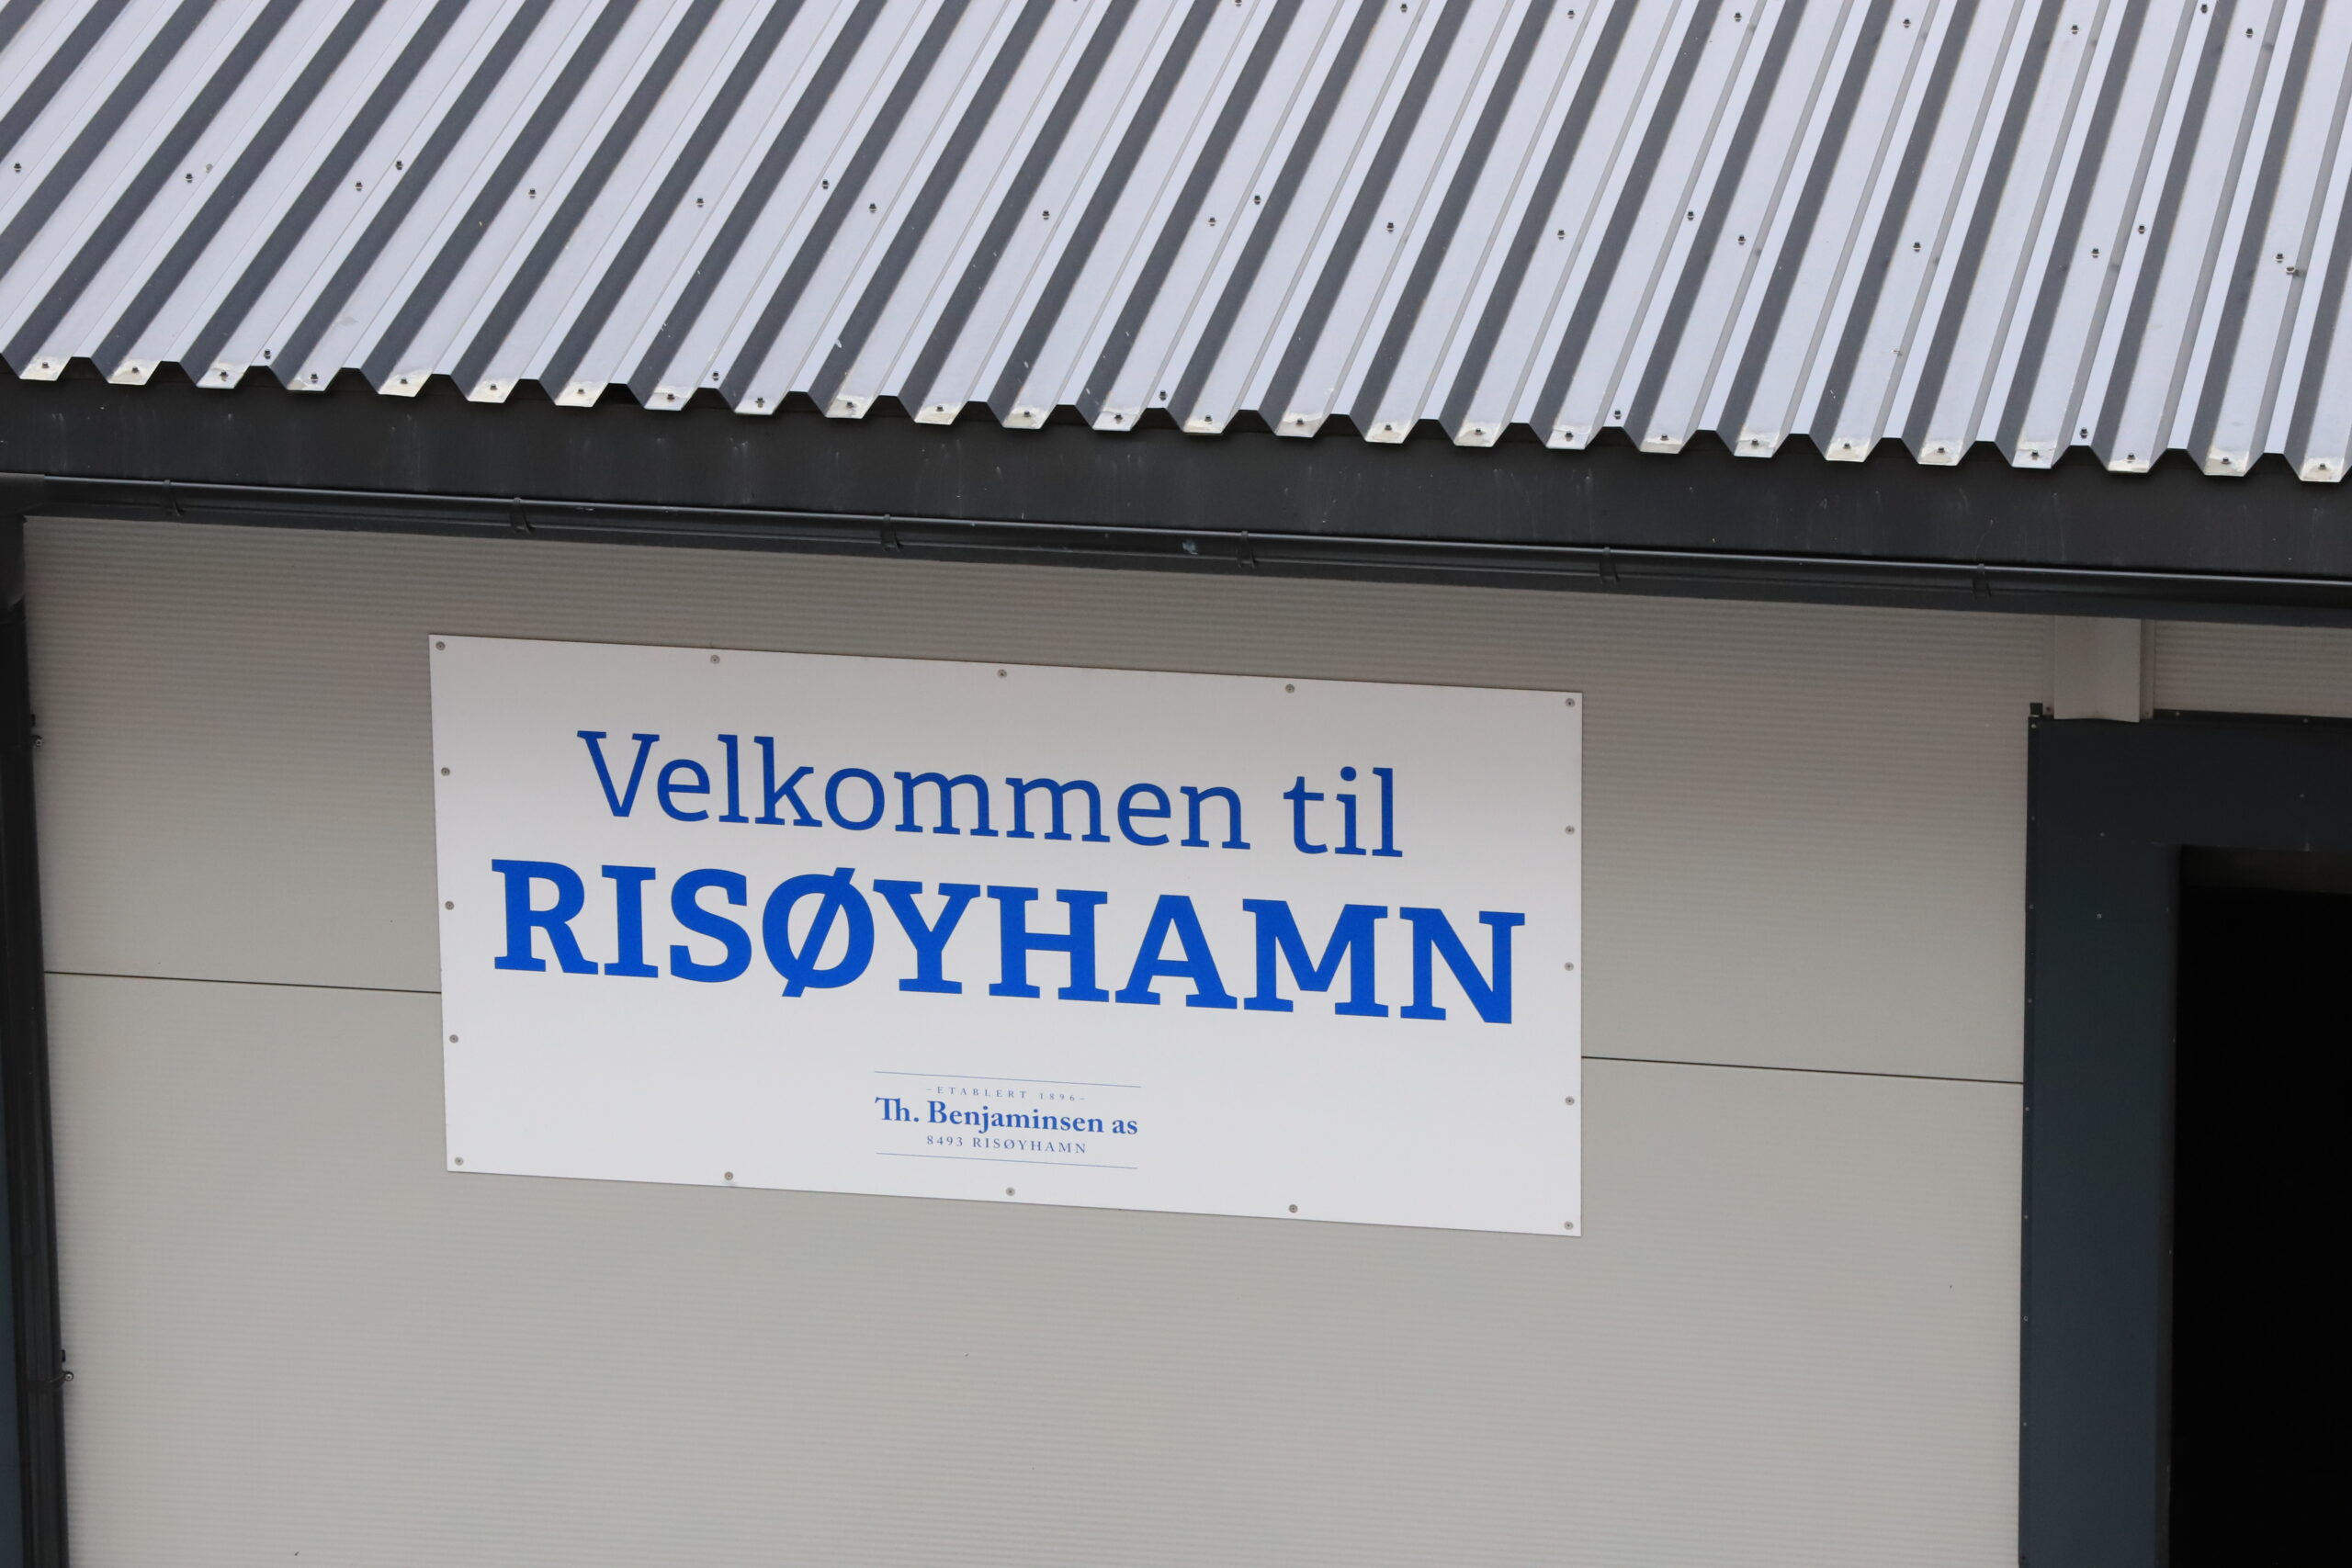 Velkommen til
RISØYHAMN
-ETABLERT 1896-
Th. Benjaminsen as
8493 RISØYHAMN